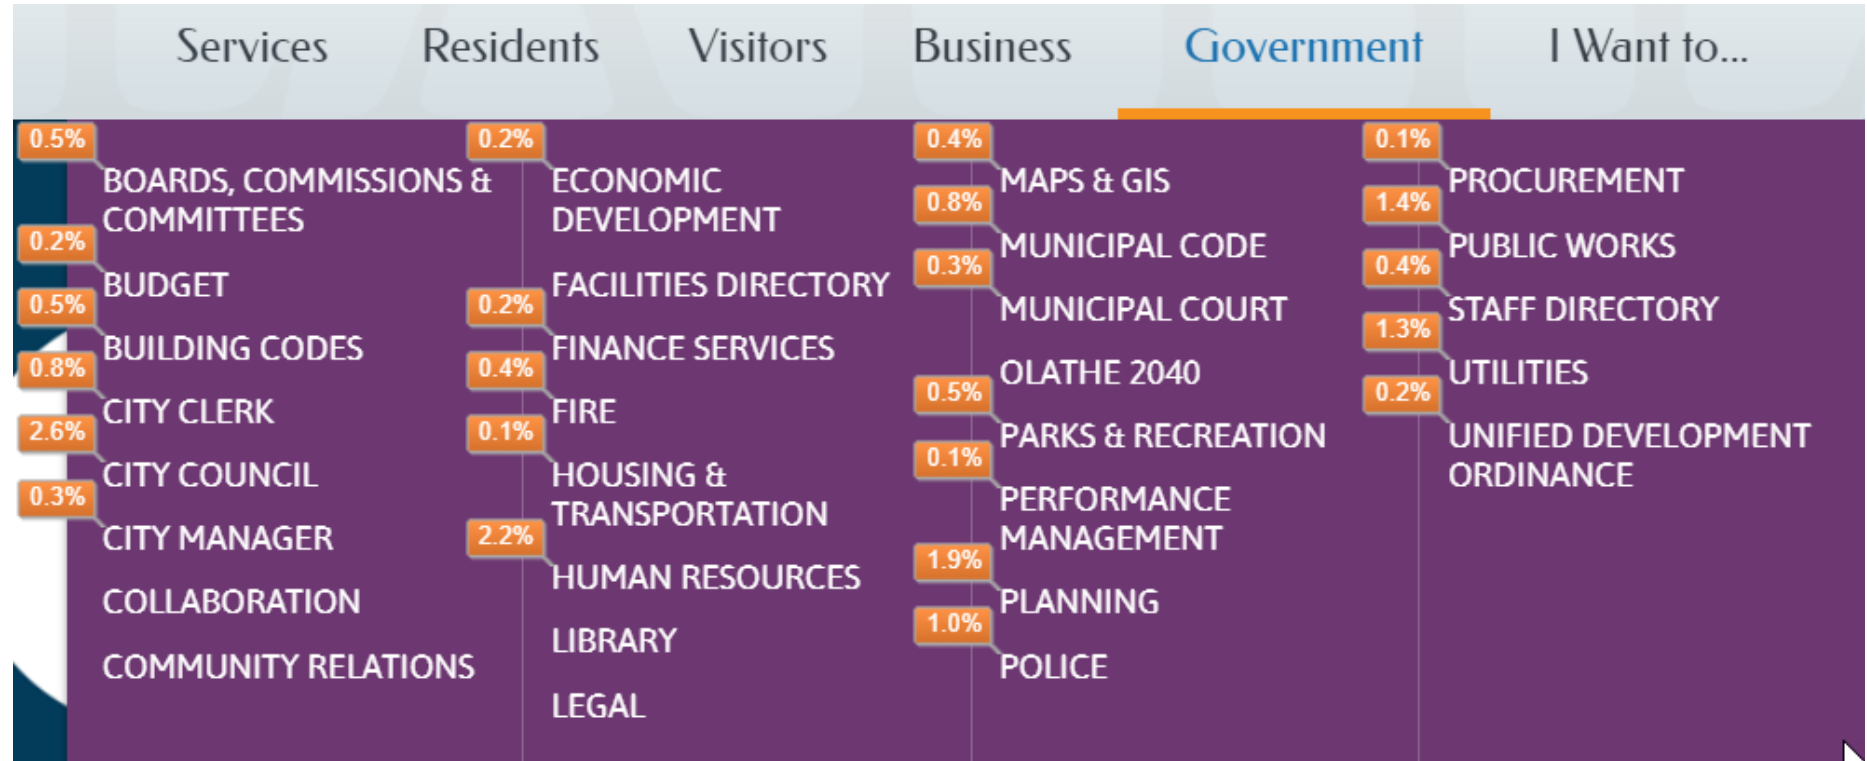 Services Residents Visitors Business Government I Want to...
0.5%
BOARDS, COMMISSIONS &
COMMITTEES
0.2%
BUDGET
0.5%
BUILDING CODES
0.8%
CITY CLERK
2.6%
CITY COUNCIL
0.3%
CITY MANAGER
COLLABORATION
COMMUNITY RELATIONS
0.2%
ECONOMIC
DEVELOPMENT
FACILITIES DIRECTORY
0.2%
FINANCE SERVICES
0.4%
FIRE
0.1%
HOUSING &
TRANSPORTATION
2.2%
HUMAN RESOURCES
LIBRARY
LEGAL
0.4%
MAPS & GIS
0.8%
MUNICIPAL CODE
0.3%
MUNICIPAL COURT
OLATHE 2040
0.5%
PARKS & RECREATION
0.1%
PERFORMANCE
MANAGEMENT
1.9%
PLANNING
1.0%
POLICE
0.1%
PROCUREMENT
1.4%
PUBLIC WORKS
0.4%
STAFF DIRECTORY
1.3%
UTILITIES
0.2%
UNIFIED DEVELOPMENT
ORDINANCE